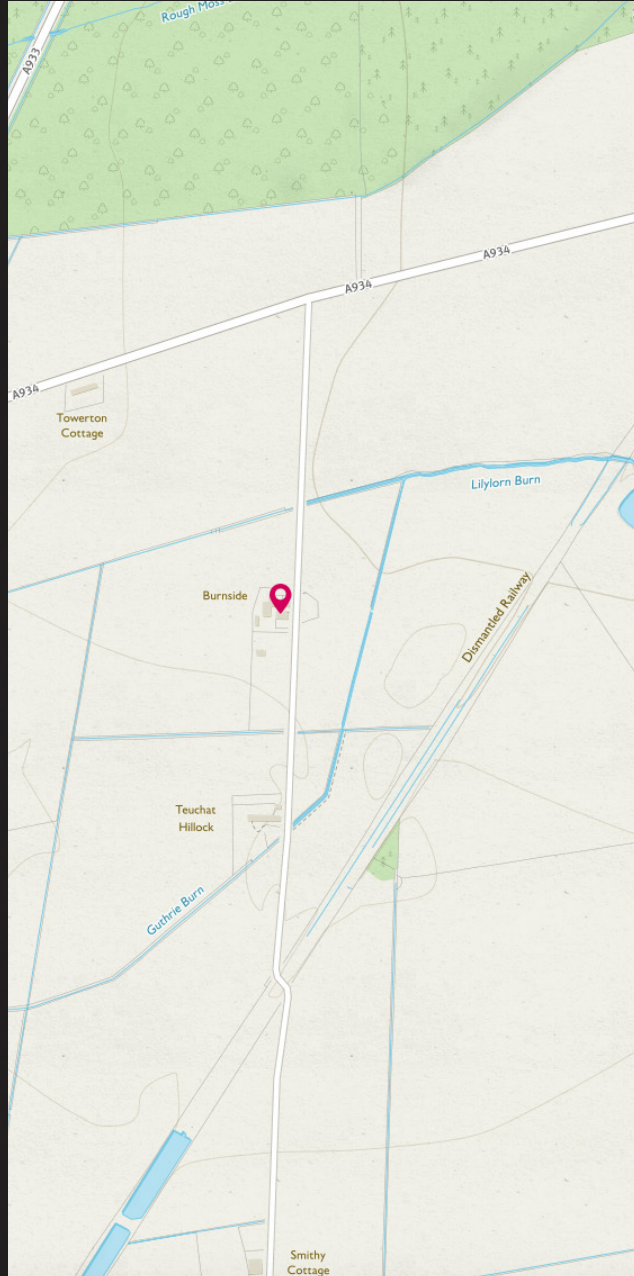 Rough Moss
A933
A934
A934
A934
Towerton
Cottage
Lilylorn Burn
Burnside
Dismantled Railway
Teuchat
Hillock
Guthrie Burn
Smithy
Cottage